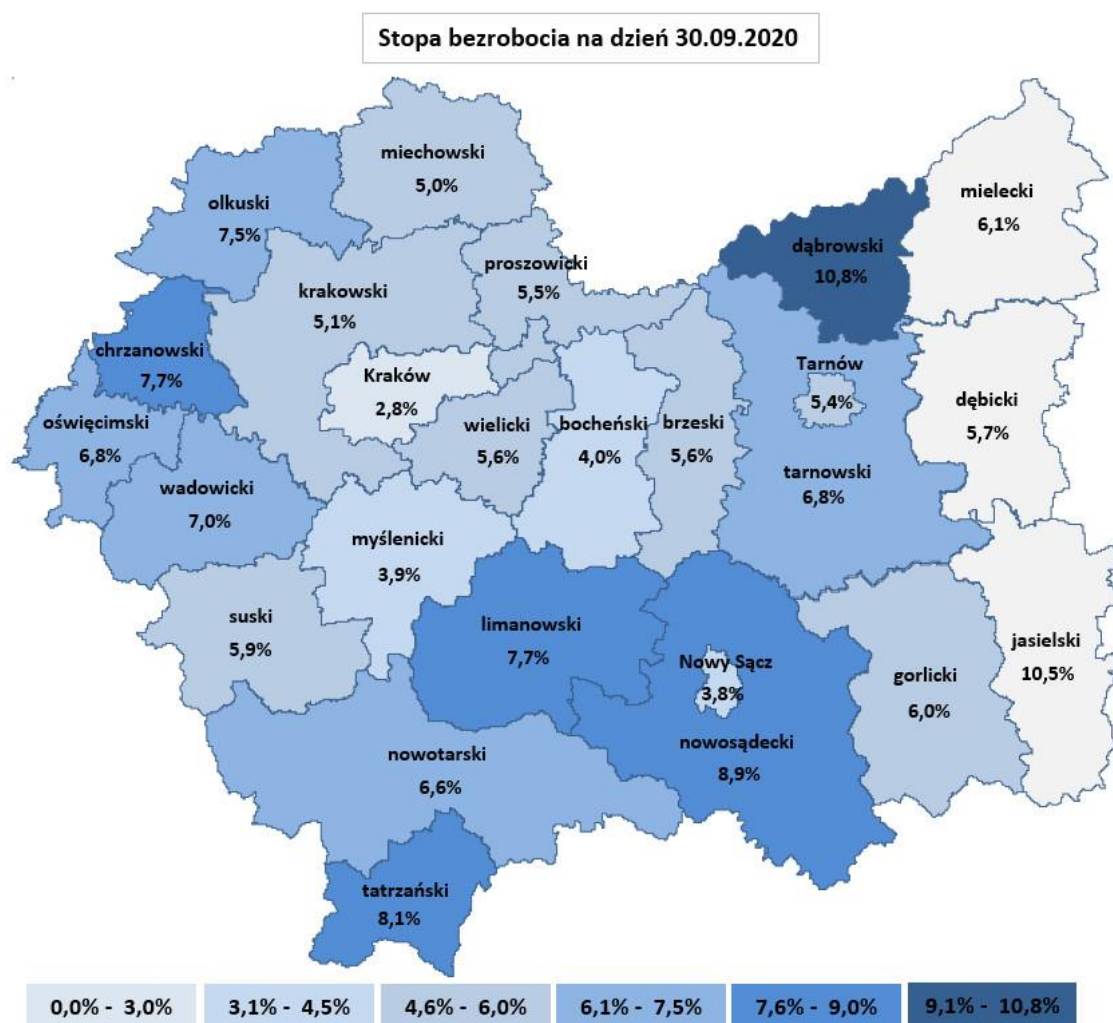 Stopa bezrobocia na dzień 30.09.2020
miechowski
5,0%
olkuski
7,5%
mielecki
6,1%
dąbrowski
10,8%
proszowicki
5,5%
krakowski
5,1%
chrzanowski
7,7%
Kraków
2,8%
Tarnów
5,4%
dębicki
5,7%
oświęcimski
6,8%
wielicki
5,6%
bocheński
4,0%
brzeski
5,6%
tarnowski
6,8%
wadowicki
7,0%
myślenicki
3,9%
suski
5,9%
limanowski
7,7%
Nowy Sącz
3,8%
jasielski
10,5%
gorlicki
6,0%
nowosądecki
8,9%
nowotarski
6,6%
tatrzański
8,1%
0,0% - 3,0%
3,1% - 4,5%
4,6% - 6,0%
6,1% - 7,5%
7,6% - 9,0%
9,1% - 10,8%